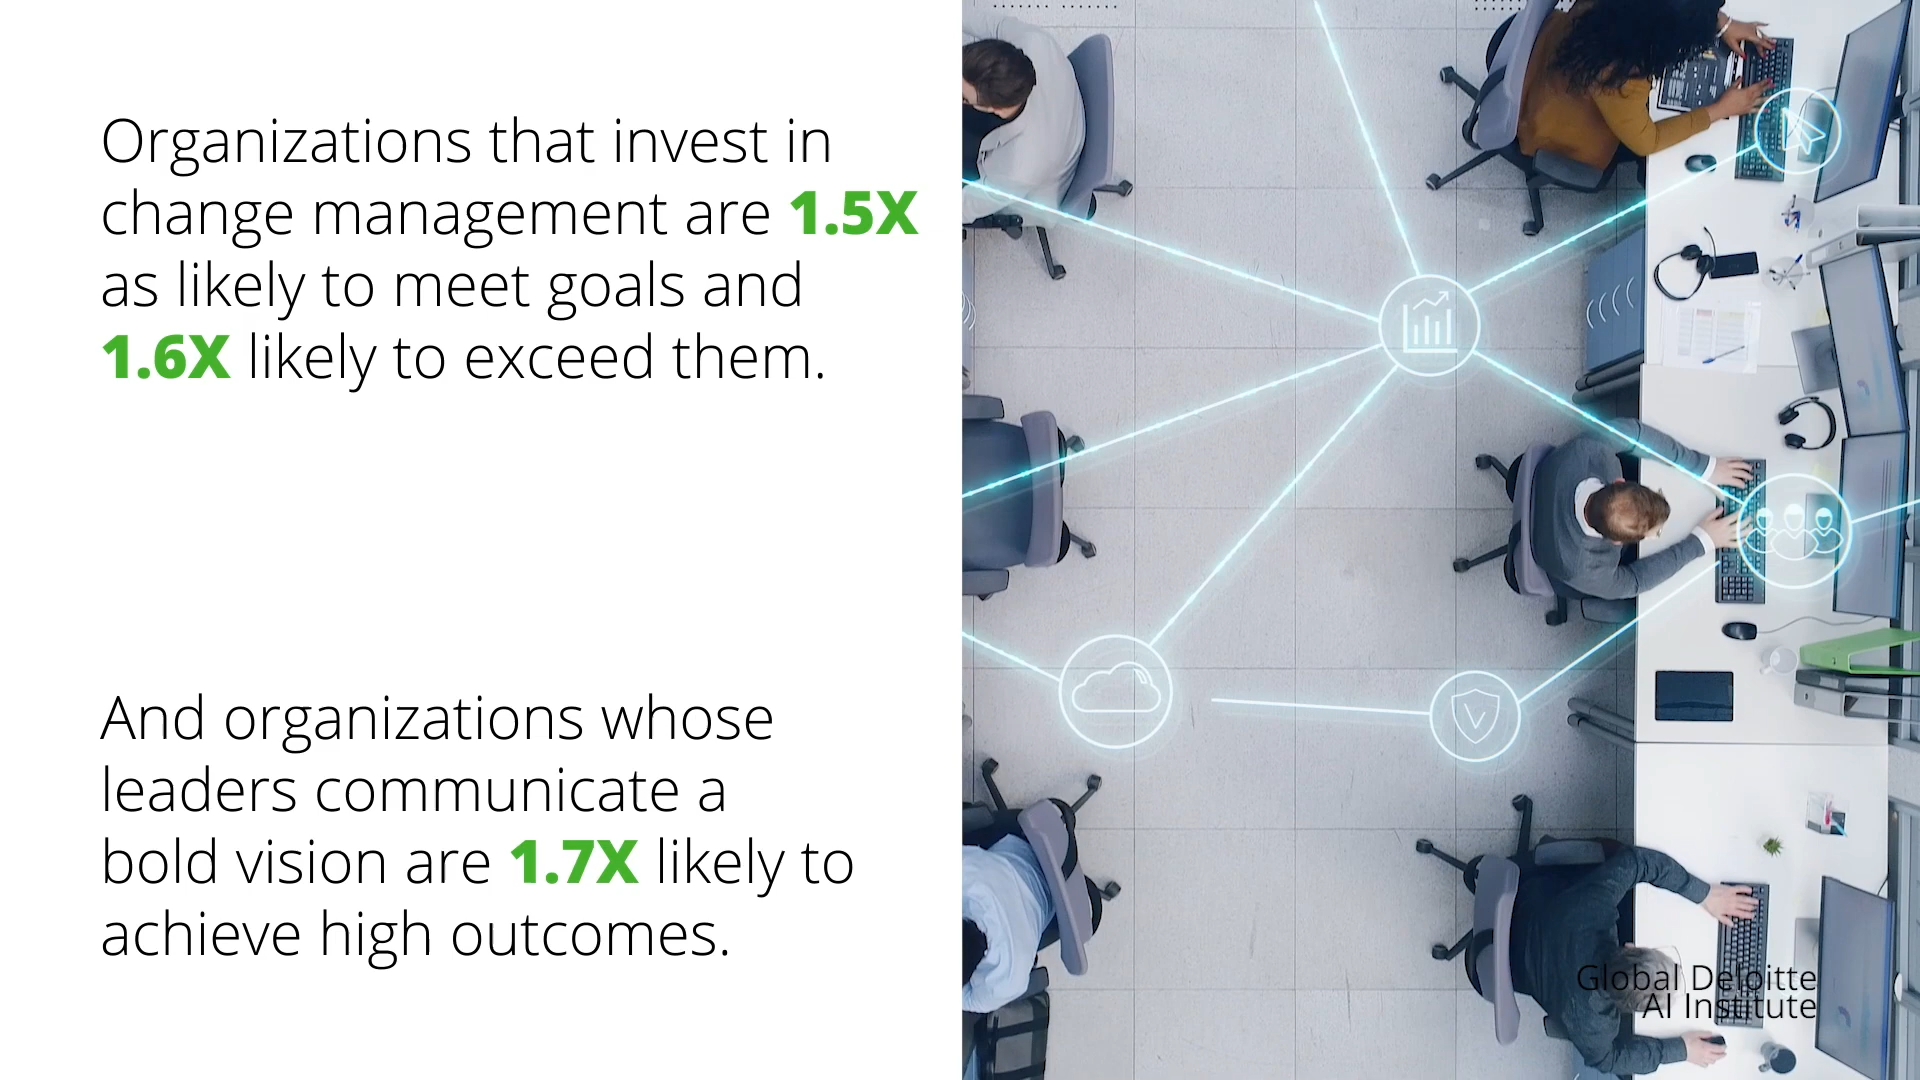 Organizations that invest in
change management are 1.5X
as likely to meet goals and
1.6X likely to exceed them.
And organizations whose
leaders communicate a
bold vision are 1.7X likely to
achieve high outcomes.
Global Deloitte
AI Institute